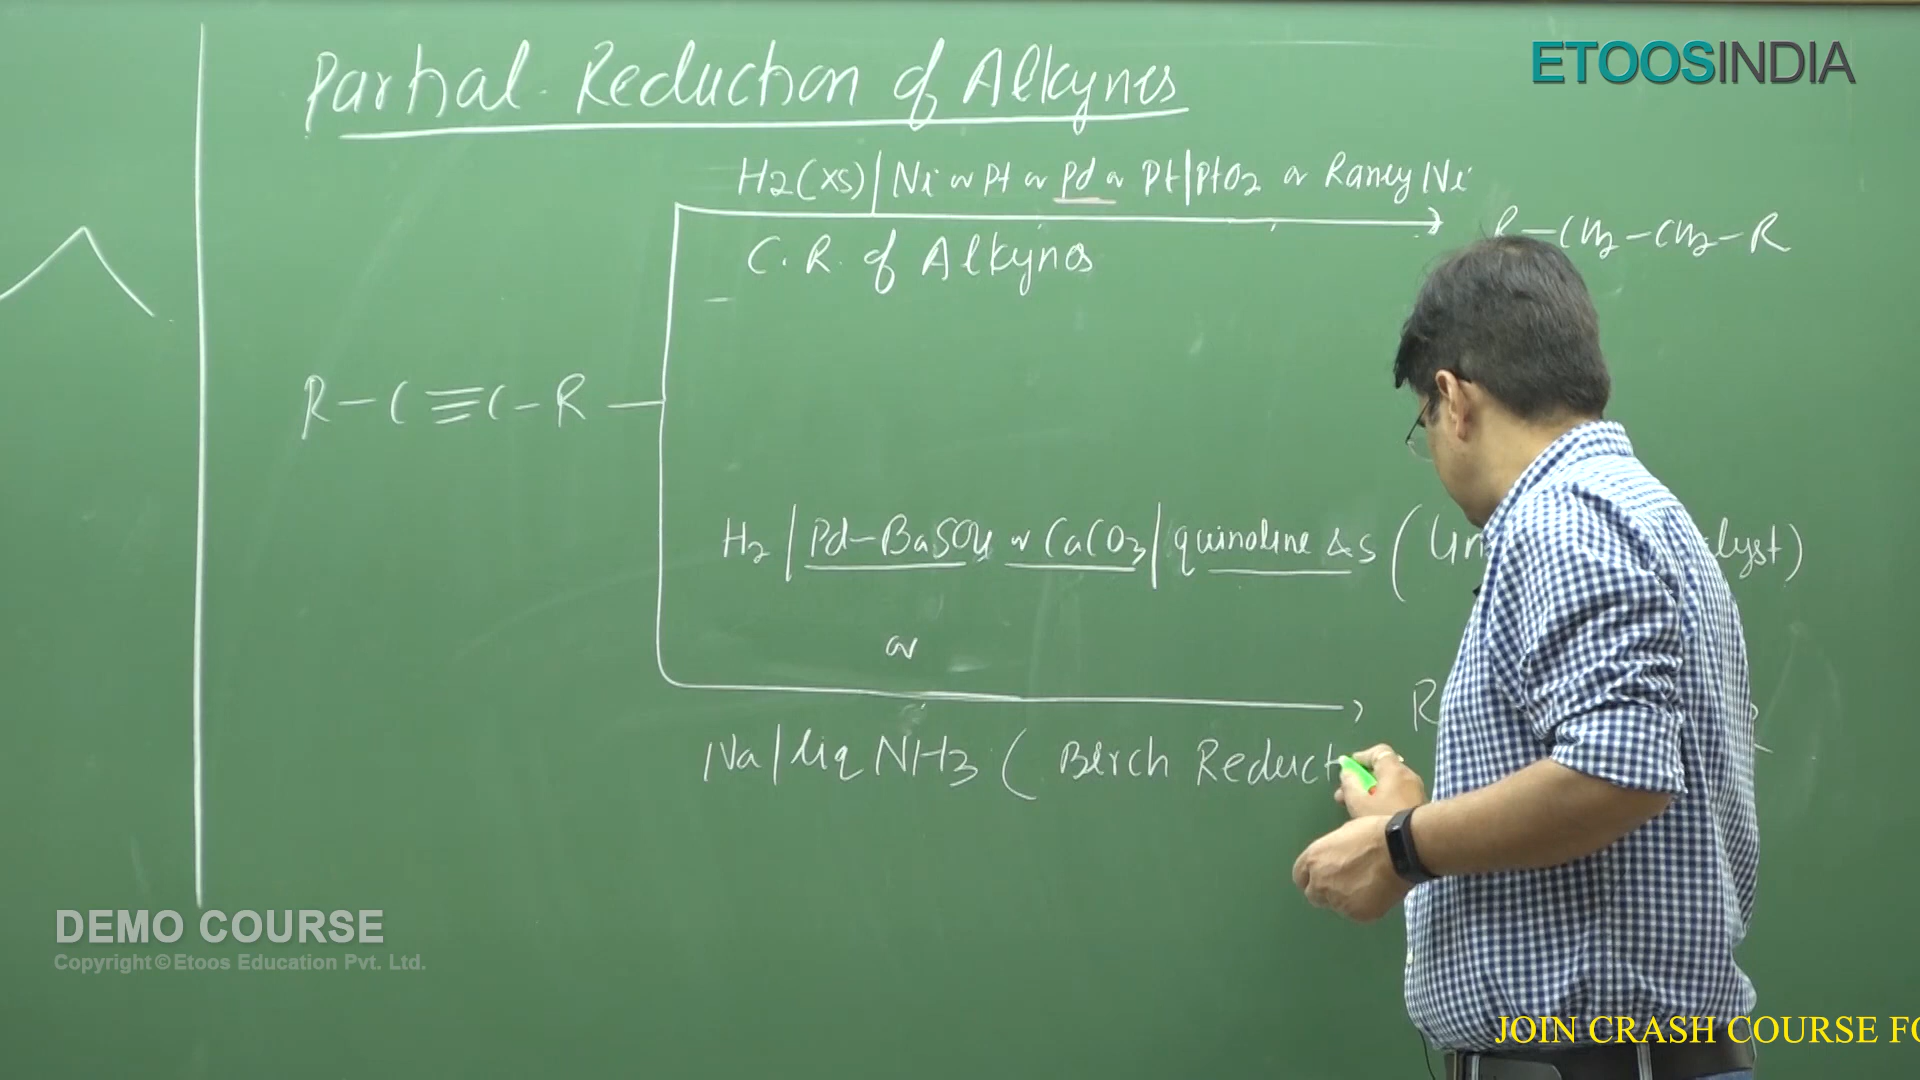 ETOOSINDIA
Partial Reduction of Alkynes
H2(xs) | Ni or Pt or Pd or Pt|PtO2 or Raney Ni
R-CH2-CH2-R
C.R. of Alkynes
R-C≡C-R
H2 | Pd-BaSO4 or CaCO3 | quinoline & S (
or
R
Na | liq NH3 ( Birch Reduct
DEMO COURSE
Copyright © Etoos Education Pvt. Ltd.
JOIN CRASH COURSE